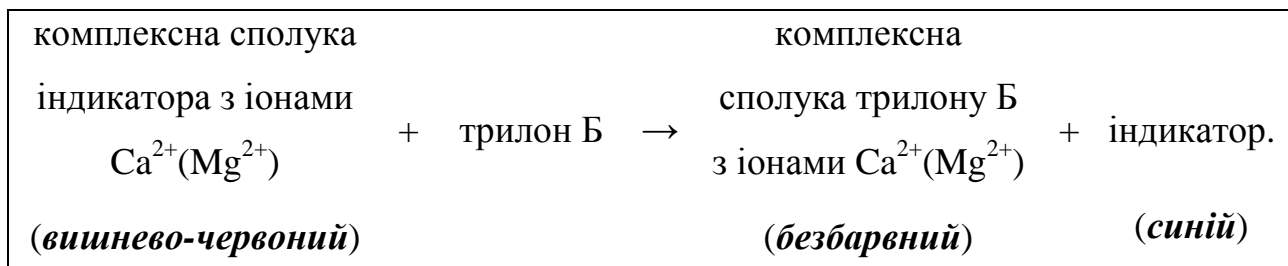 комплексна сполука комплексна
індикатора з іонами сполука трилону Б
+ трилон Б → + індикатор.
Ca²⁺(Mg²⁺) з іонами Ca²⁺(Mg²⁺)
(вишнево-червоний) (безбарвний) (синій)